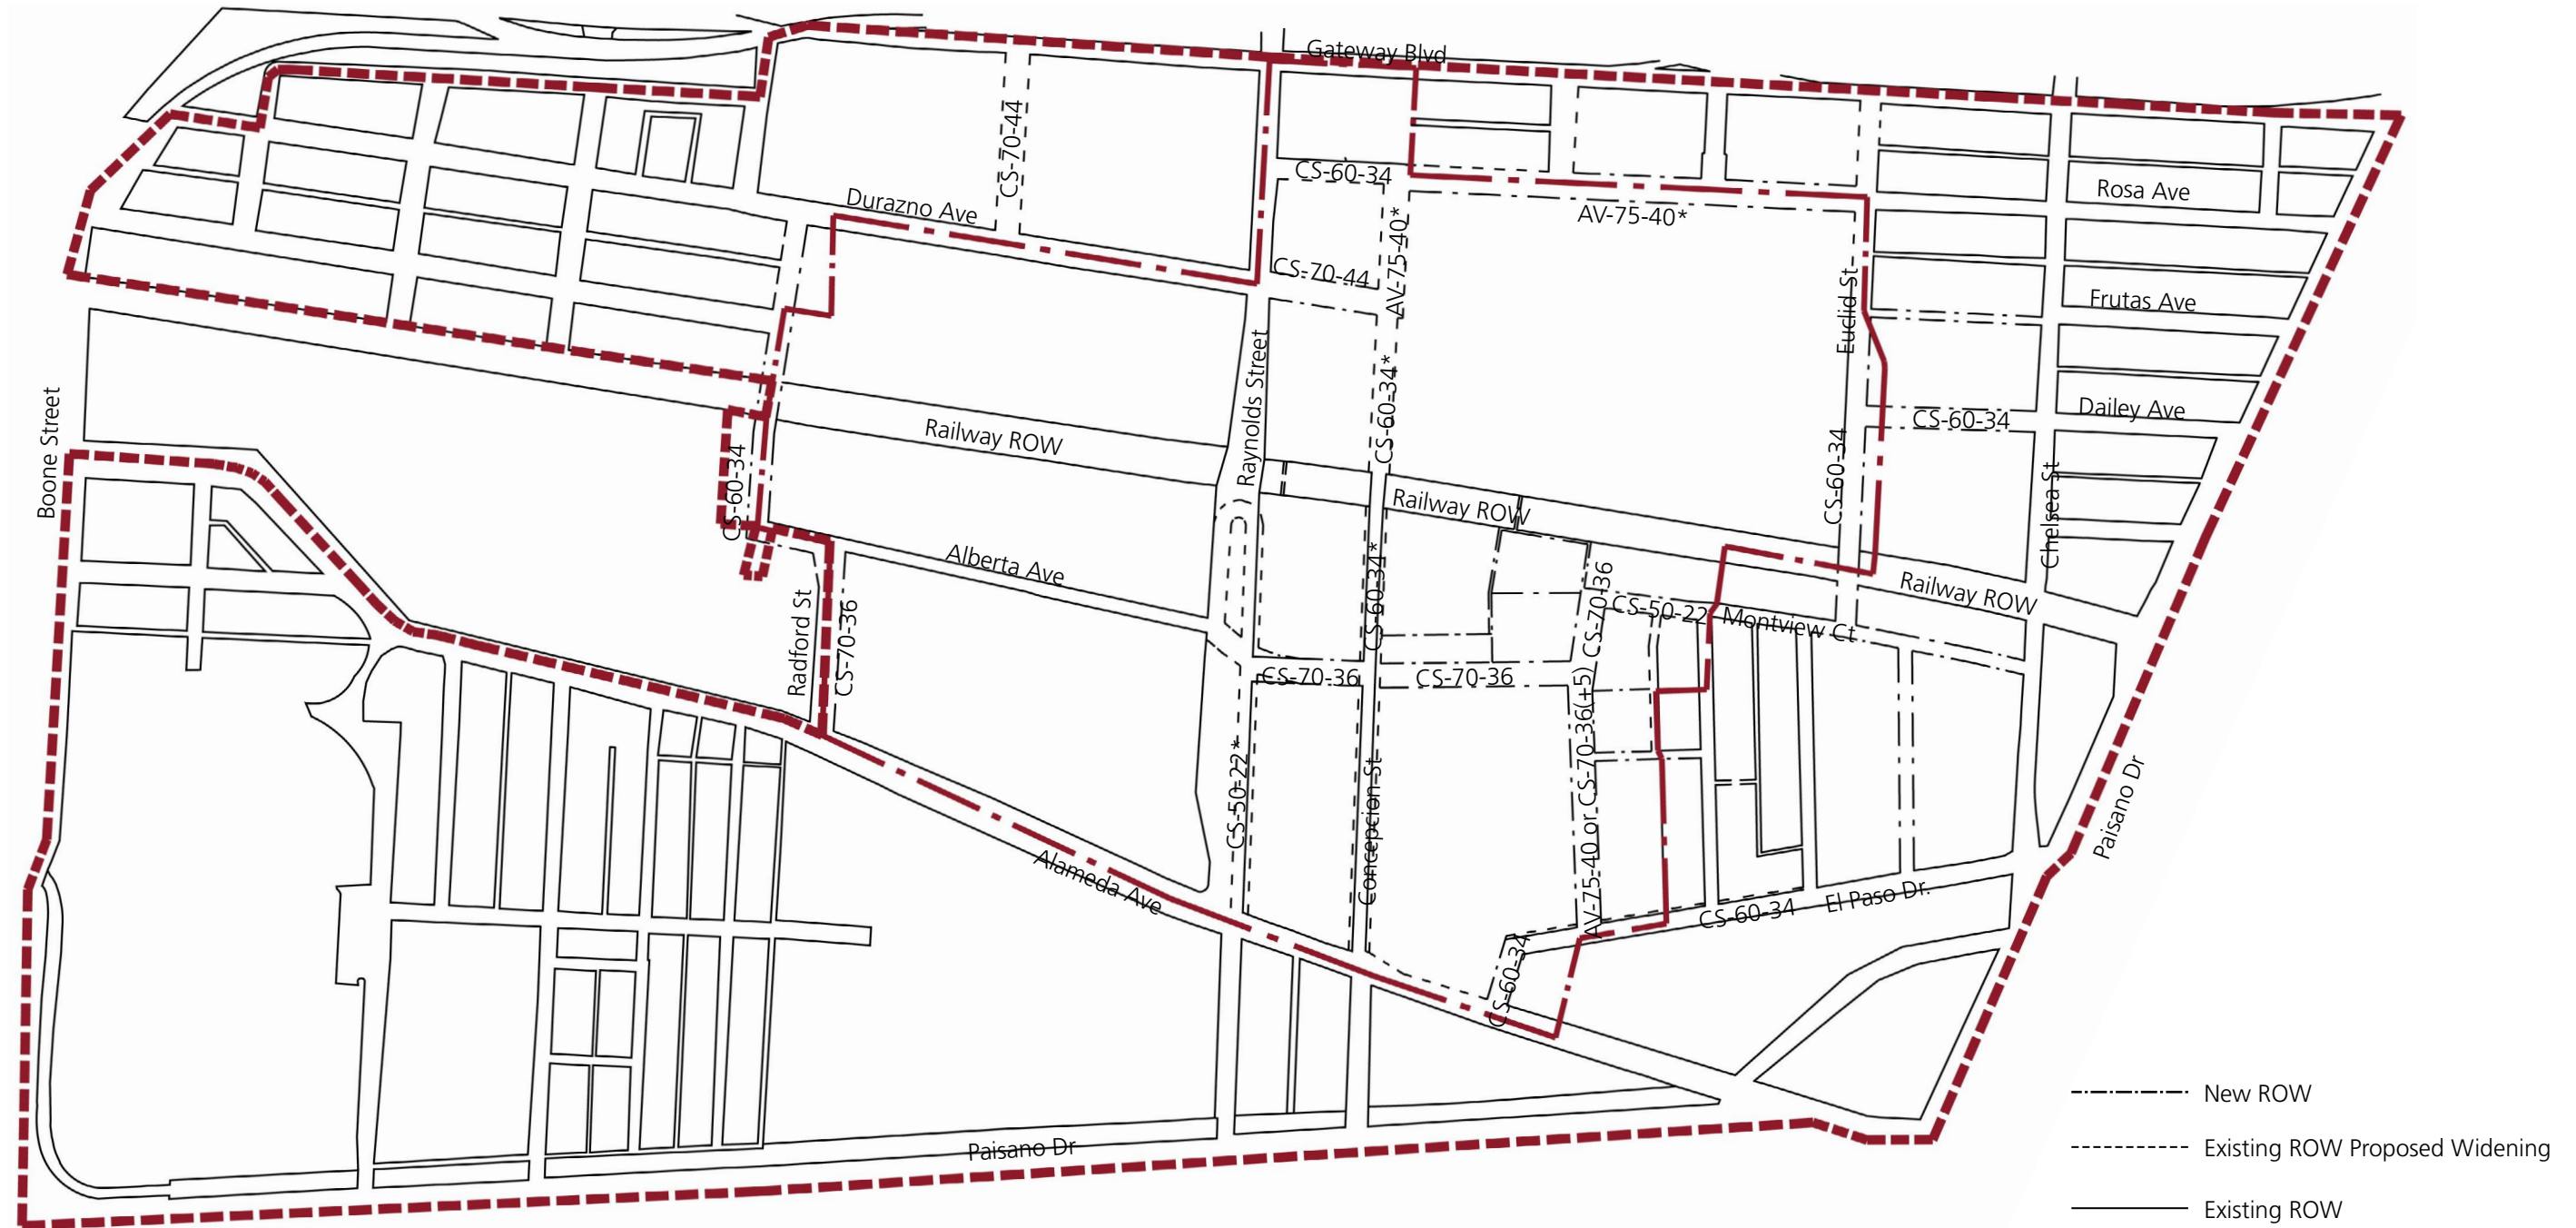 Gateway Blvd
CS-70-44
CS-60-34
Rosa Ave
Durazno Ave
AV-75-40*
AV-75-40*
CS-70-44
Frutas Ave
Euclid St
Raynolds Street
CS-60-34*
Dailey Ave
CS-60-34
Boone Street
Railway ROW
CS-60-34
CS-60-34
Chelsea St
Railway ROW
Alberta Ave
CS-60-34*
Railway ROW
CS-70-36
CS-50-22
Montview Ct
Radford St
CS-70-36
CS-70-36
CS-70-36
CS-50-22*
Concepcion St
AV-75-40 or CS-70-36(+5)
Paisano Dr
Alameda Ave
CS-60-34
El Paso Dr.
CS-60-34
Paisano Dr
New ROW
Existing ROW Proposed Widening
Existing ROW